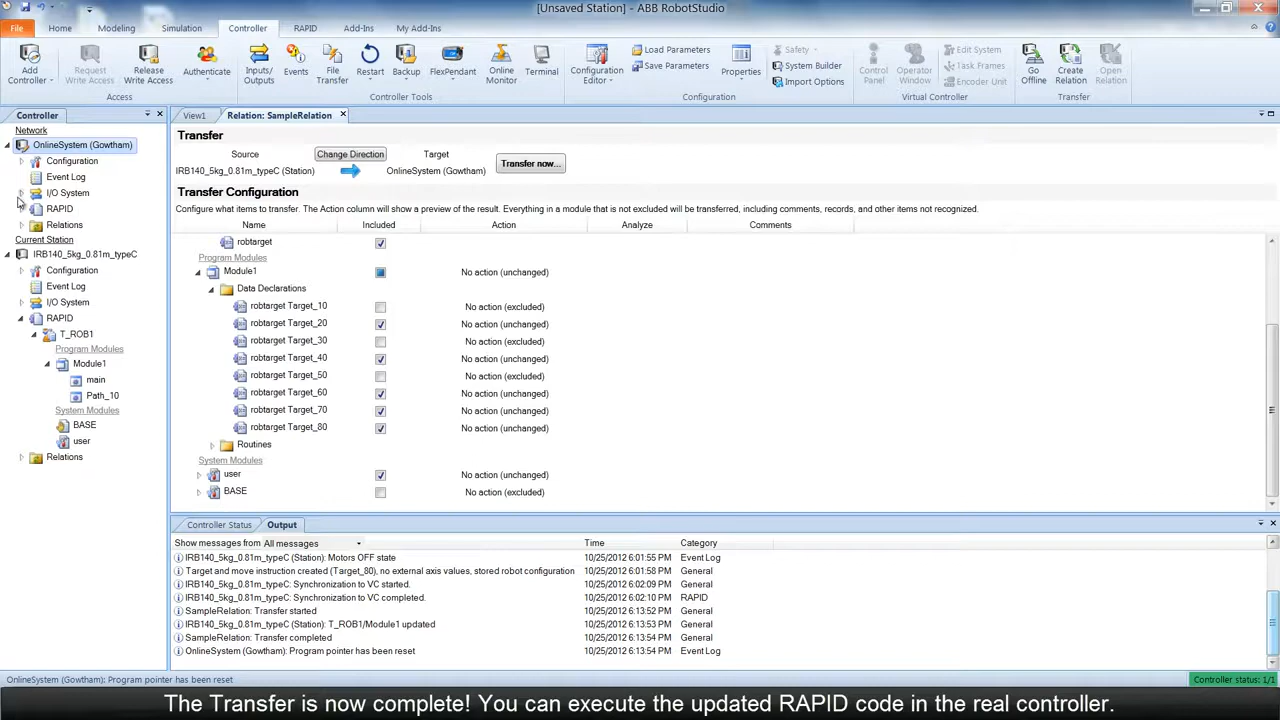 [Unsaved Station] - ABB RobotStudio
File Home Modeling Simulation Controller RAPID Add-Ins My Add-Ins
Add Controller Request Write Access Release Write Access Authenticate Inputs/ Outputs Events File Transfer Restart Backup FlexPendant Online Monitor Terminal Configuration Editor Load Parameters Save Parameters Properties Safety System Builder Import Options Control Panel Operator Window Edit System Task Frames Encoder Unit Go Offline Create Relation Open Relation
Access Controller Tools Configuration Virtual Controller Transfer
Controller
Network
OnlineSystem (Gowtham)
Configuration
Event Log
I/O System
RAPID
Relations
Current Station
IRB140_5kg_0.81m_typeC
Configuration
Event Log
I/O System
RAPID
T_ROB1
Program Modules
Module1
main
Path_10
System Modules
BASE
user
Relations
View1 Relation: SampleRelation
Transfer
Source Change Direction Target
IRB140_5kg_0.81m_typeC (Station) OnlineSystem (Gowtham) Transfer now...
Transfer Configuration
Configure what items to transfer. The Action column will show a preview of the result. Everything in a module that is not excluded will be transferred, including comments, records, and other items not recognized.
Name Included Action Analyze Comments
robtarget
Program Modules
Module1 No action (unchanged)
Data Declarations
robtarget Target_10 No action (excluded)
robtarget Target_20 No action (unchanged)
robtarget Target_30 No action (excluded)
robtarget Target_40 No action (unchanged)
robtarget Target_50 No action (excluded)
robtarget Target_60 No action (unchanged)
robtarget Target_70 No action (unchanged)
robtarget Target_80 No action (unchanged)
Routines
System Modules
user No action (unchanged)
BASE No action (excluded)
Controller Status Output
Show messages from All messages Time Category
IRB140_5kg_0.81m_typeC (Station): Motors OFF state 10/25/2012 6:01:55 PM Event Log
Target and move instruction created (Target_80), no external axis values, stored robot configuration 10/25/2012 6:01:58 PM General
IRB140_5kg_0.81m_typeC: Synchronization to VC started. 10/25/2012 6:02:09 PM General
IRB140_5kg_0.81m_typeC: Synchronization to VC completed. 10/25/2012 6:02:10 PM RAPID
SampleRelation: Transfer started 10/25/2012 6:13:52 PM General
IRB140_5kg_0.81m_typeC (Station): T_ROB1/Module1 updated 10/25/2012 6:13:53 PM General
SampleRelation: Transfer completed 10/25/2012 6:13:54 PM General
OnlineSystem (Gowtham): Program pointer has been reset 10/25/2012 6:13:54 PM Event Log
OnlineSystem (Gowtham): Program pointer has been reset Controller status: 1/1
The Transfer is now complete! You can execute the updated RAPID code in the real controller.